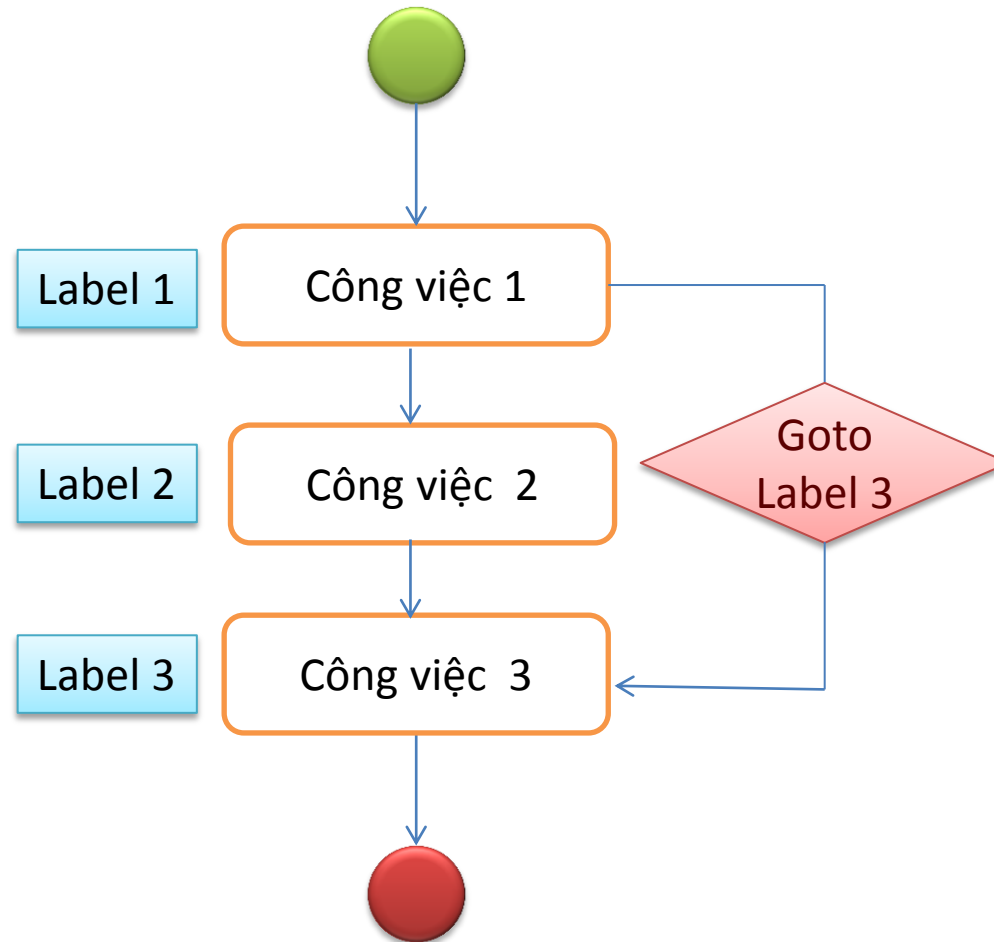 Label 1
Công việc 1
Goto
Label 3
Label 2
Công việc  2
Label 3
Công việc  3